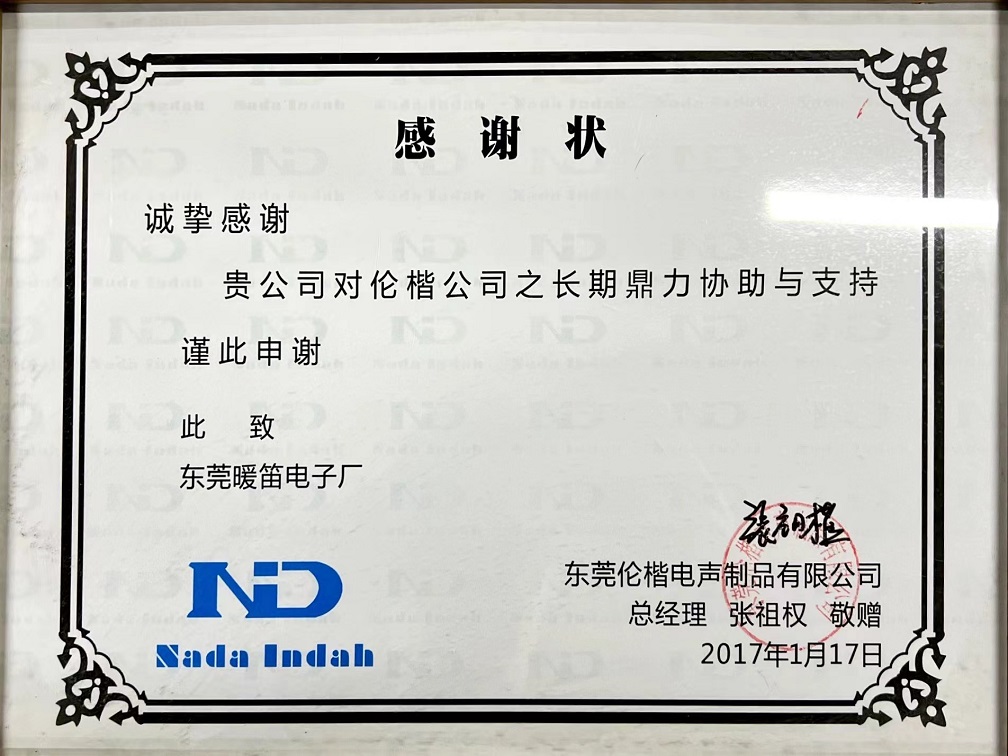 感谢状
诚挚感谢
贵公司对伦楷公司之长期鼎力协助与支持
谨此申谢
此 致
东莞暖笛电子厂
ND
Nada Indah
东莞伦楷电声制品有限公司
总经理 张祖权 敬赠
2017年1月17日